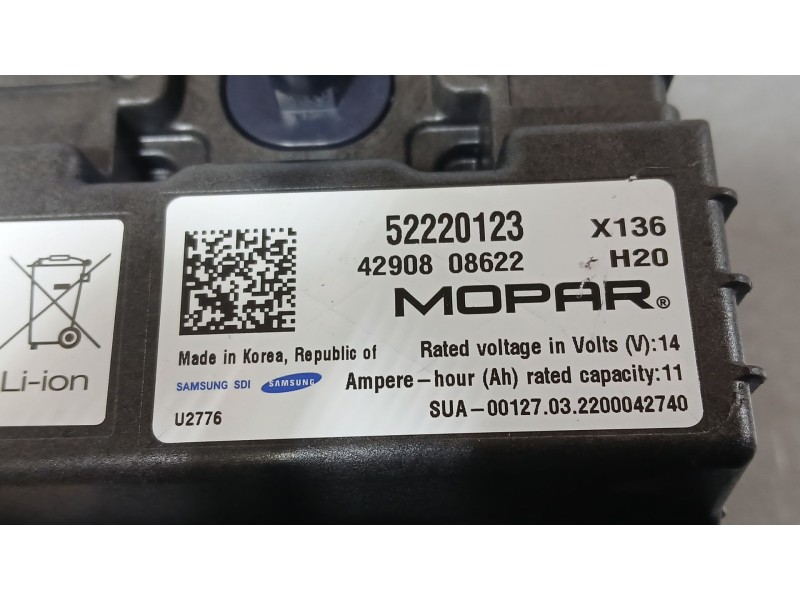 52220123 X136
42908 08622 H20
MOPAR®
Made in Korea, Republic of
Rated voltage in Volts (V):14
SAMSUNG SDI SAMSUNG
Ampere-hour (Ah) rated capacity:11
U2776
SUA-00127.03.2200042740
Li-ion